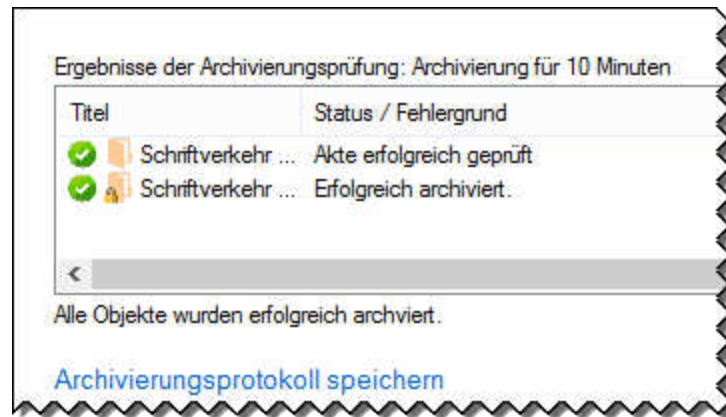 Ergebnisse der Archivierungsprüfung: Archivierung für 10 Minuten
Titel Status / Fehlergrund
Schriftverkehr ... Akte erfolgreich geprüft
Schriftverkehr ... Erfolgreich archiviert.
Alle Objekte wurden erfolgreich archviert.
Archivierungsprotokoll speichern